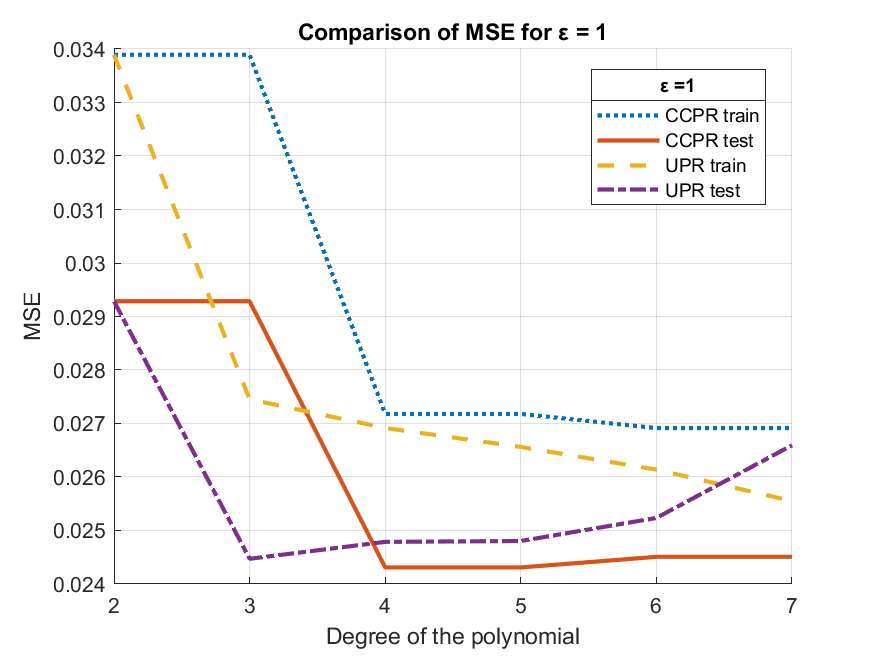 Comparison of MSE for ε = 1
0.034
0.033
0.032
0.031
0.03
0.029
0.028
0.027
0.026
0.025
0.024
MSE
ε =1
CCPR train
CCPR test
UPR train
UPR test
2 3 4 5 6 7
Degree of the polynomial